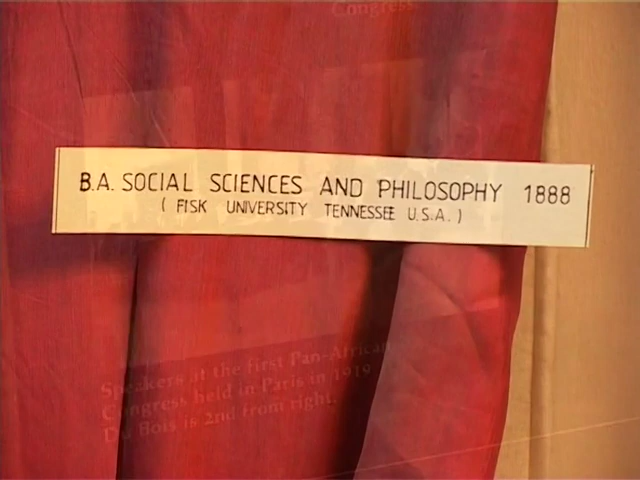 Congress.
B.A. SOCIAL SCIENCES AND PHILOSOPHY 1888
( FISK UNIVERSITY TENNESSEE U.S.A. )
Speakers at the first Pan-African
Congress held in Paris in 1919
Du Bois is 2nd from right.